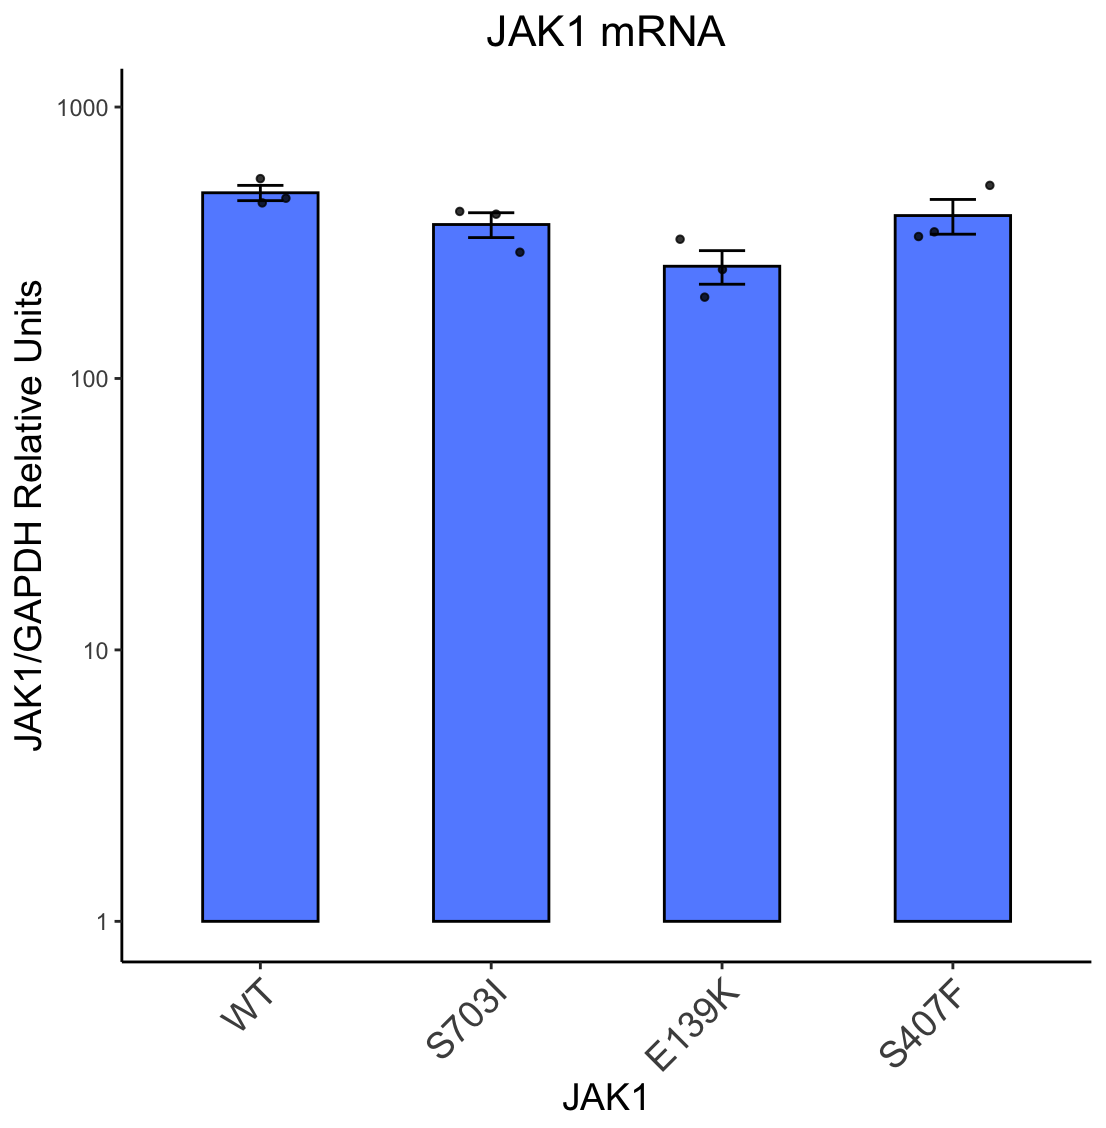 JAK1 mRNA
JAK1/GAPDH Relative Units
1000
100
10
1
WT
S703I
E139K
S407F
JAK1